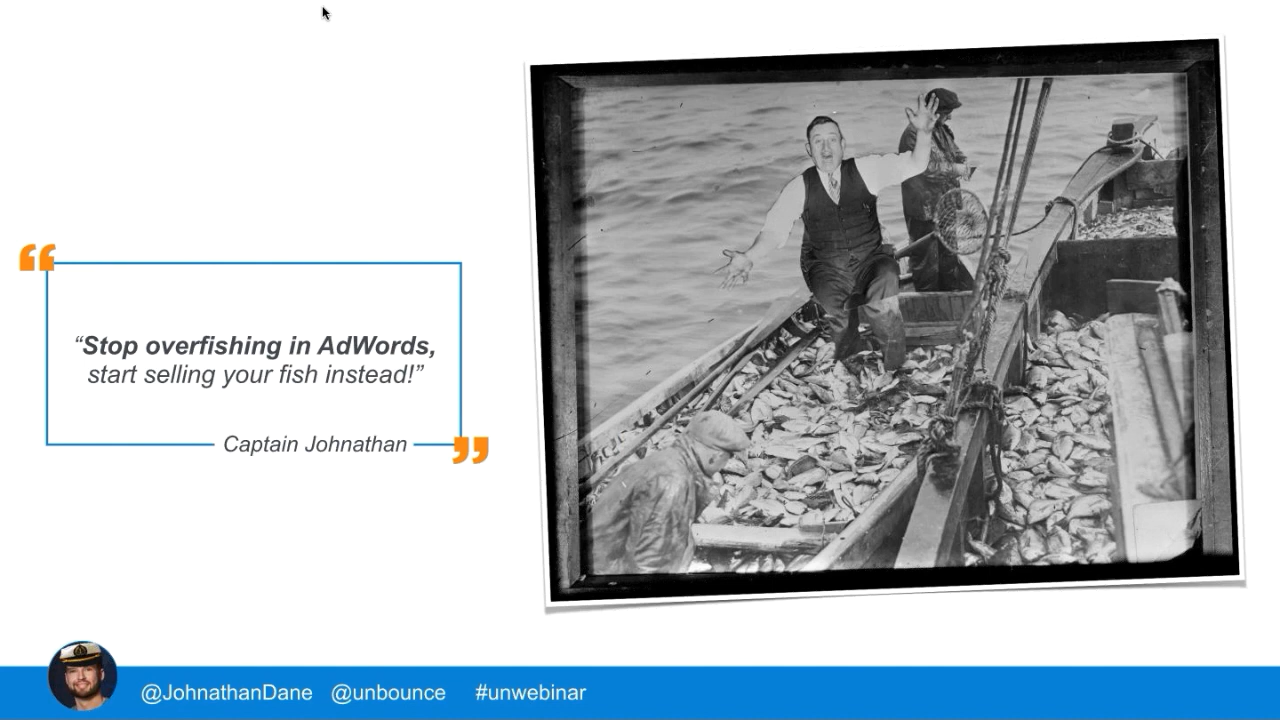 “Stop overfishing in AdWords,
start selling your fish instead!”
Captain Johnathan
@JohnathanDane @unbounce #unwebinar